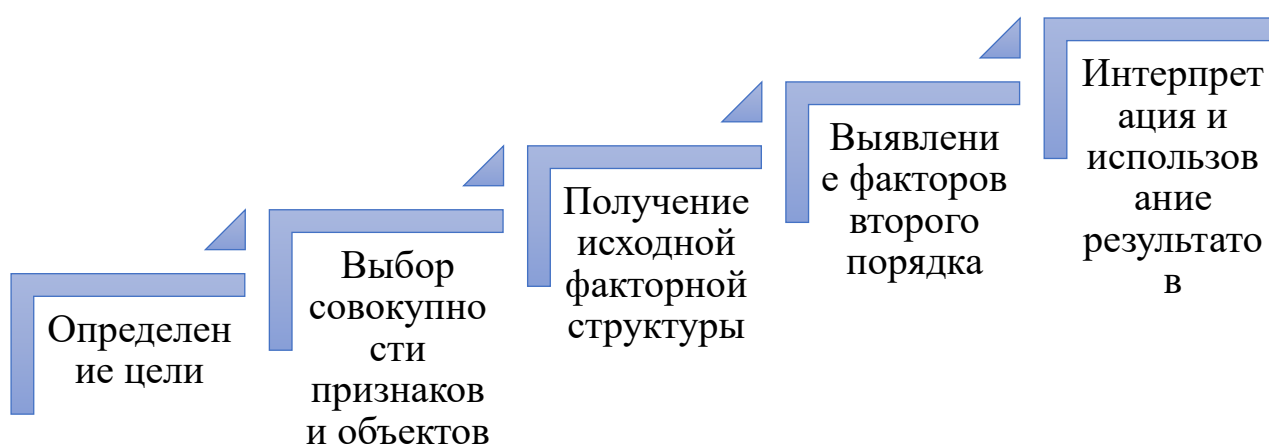 Определен
ие цели
Выбор
совокупно
сти
признаков
и объектов
Получение
исходной
факторной
структуры
Выявлени
е факторов
второго
порядка
Интерпрет
ация и
использов
ание
результато
в